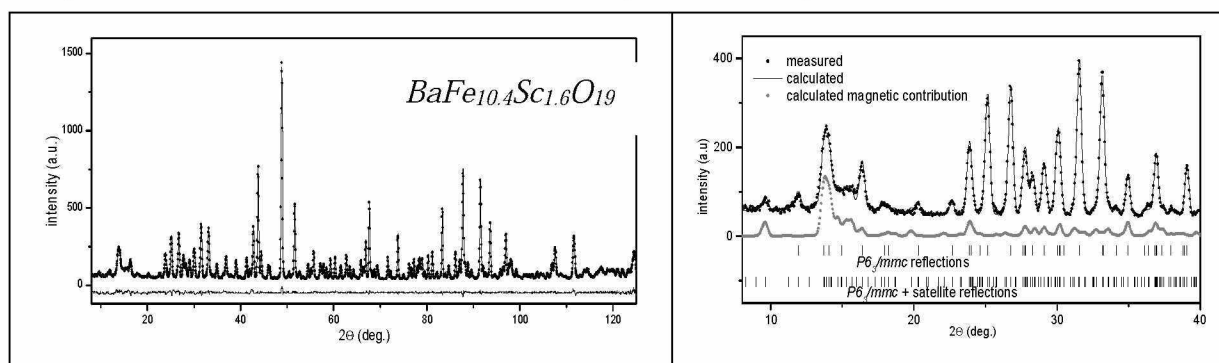 1500
1000
500
0
intensity (a.u.)
BaFe10.4Sc1.6O19
20
40
60
80
100
120
2Θ (deg.)
400
200
0
intensity (a.u)
measured
calculated
calculated magnetic contribution
P63/mmc reflections
P63/mmc + satellite reflections
10
20
30
40
2Θ (deg.)